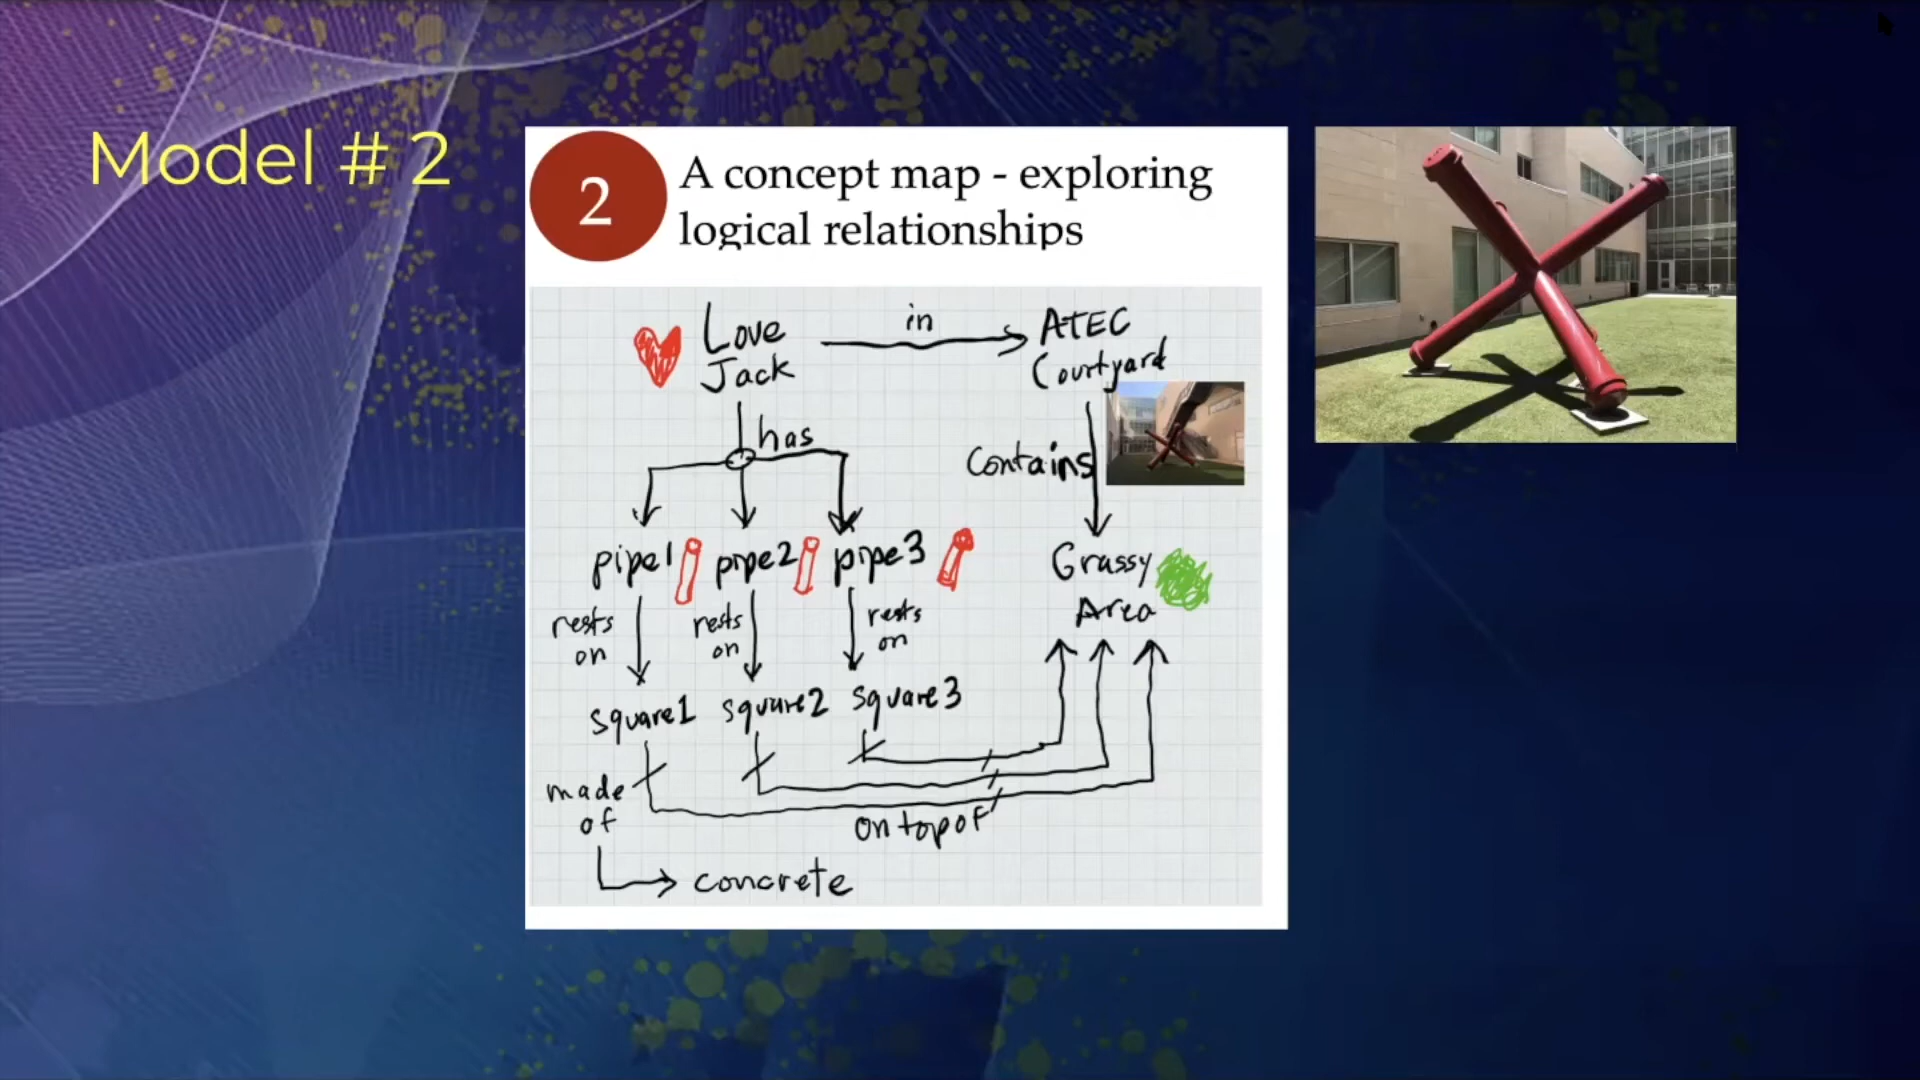 Model # 2
2
A concept map - exploring
logical relationships
Love
Jack
in
ATEC
Courtyard
has
Contains
pipe1
pipe2
pipe3
Grassy
Area
rests
on
rests
on
rests
on
square1
square2
square3
made
of
on top of
concrete